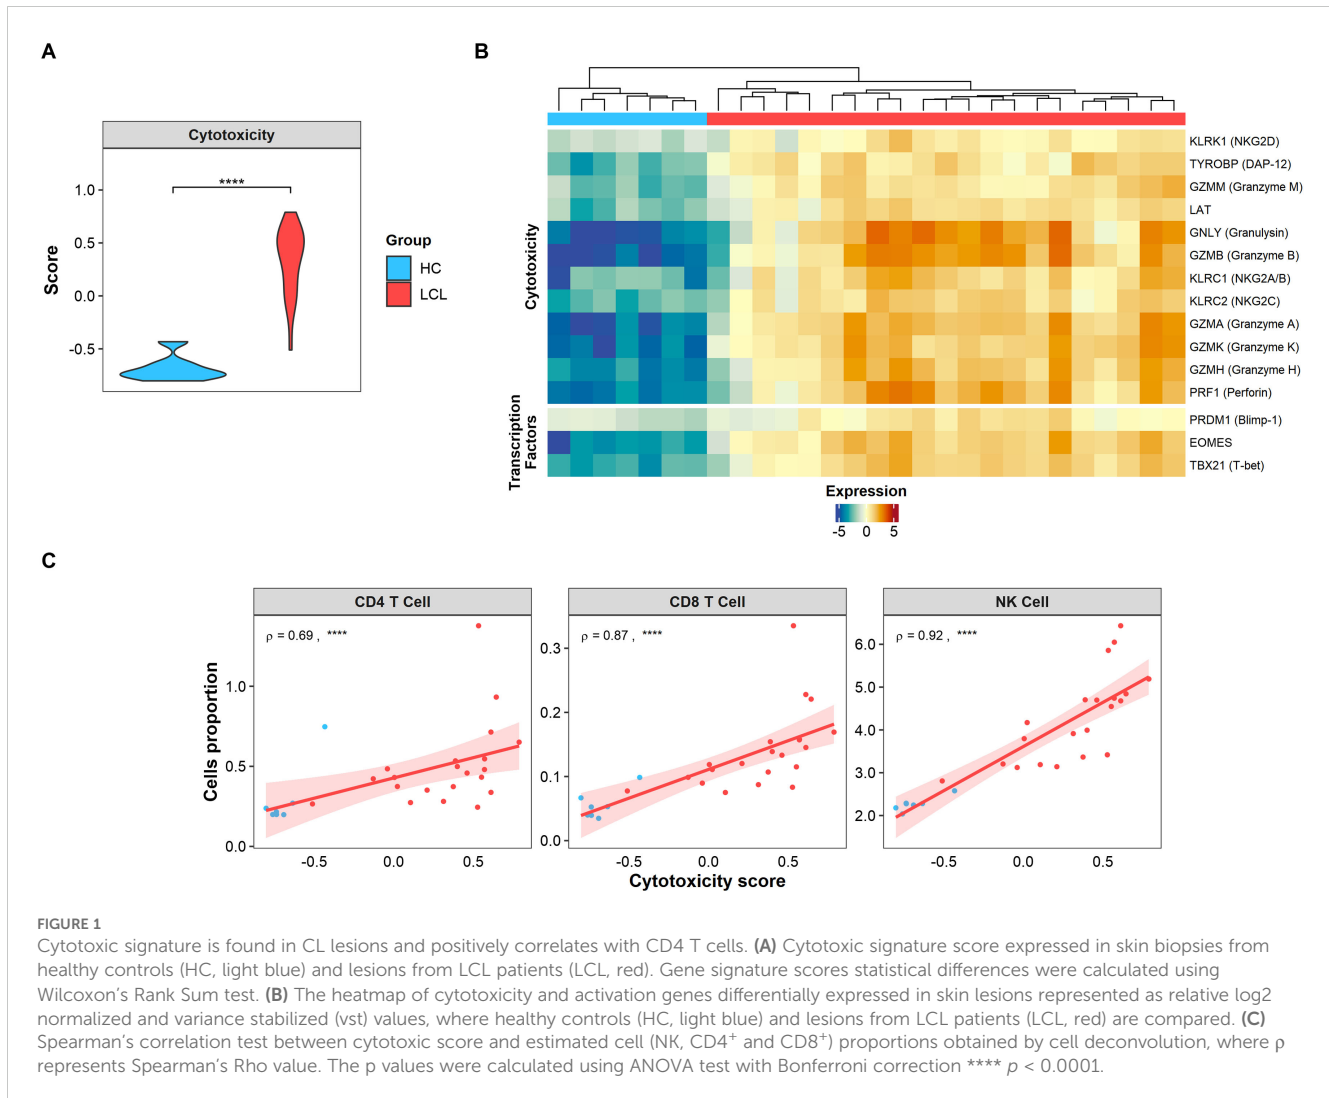 A
Cytotoxicity
****
1.0
0.5
0.0
-0.5
Score
Group
HC
LCL
B
Cytotoxicity
KLRK1 (NKG2D)
TYROBP (DAP-12)
GZMM (Granzyme M)
LAT
GNLY (Granulysin)
GZMB (Granzyme B)
KLRC1 (NKG2A/B)
KLRC2 (NKG2C)
GZMA (Granzyme A)
GZMK (Granzyme K)
GZMH (Granzyme H)
PRF1 (Perforin)
Transcription
Factors
PRDM1 (Blimp-1)
EOMES
TBX21 (T-bet)
Expression
-5 0 5
C
Cells proportion
CD4 T Cell
ρ = 0.69 , ****
1.0
0.5
0.0
-0.5 0.0 0.5
CD8 T Cell
ρ = 0.87 , ****
0.3
0.2
0.1
0.0
-0.5 0.0 0.5
NK Cell
ρ = 0.92 , ****
6.0
5.0
4.0
3.0
2.0
-0.5 0.0 0.5
Cytotoxicity score
FIGURE 1
Cytotoxic signature is found in CL lesions and positively correlates with CD4 T cells. (A) Cytotoxic signature score expressed in skin biopsies from
healthy controls (HC, light blue) and lesions from LCL patients (LCL, red). Gene signature scores statistical differences were calculated using
Wilcoxon's Rank Sum test. (B) The heatmap of cytotoxicity and activation genes differentially expressed in skin lesions represented as relative log2
normalized and variance stabilized (vst) values, where healthy controls (HC, light blue) and lesions from LCL patients (LCL, red) are compared. (C)
Spearman's correlation test between cytotoxic score and estimated cell (NK, CD4⁺ and CD8⁺) proportions obtained by cell deconvolution, where ρ
represents Spearman's Rho value. The p values were calculated using ANOVA test with Bonferroni correction **** p < 0.0001.